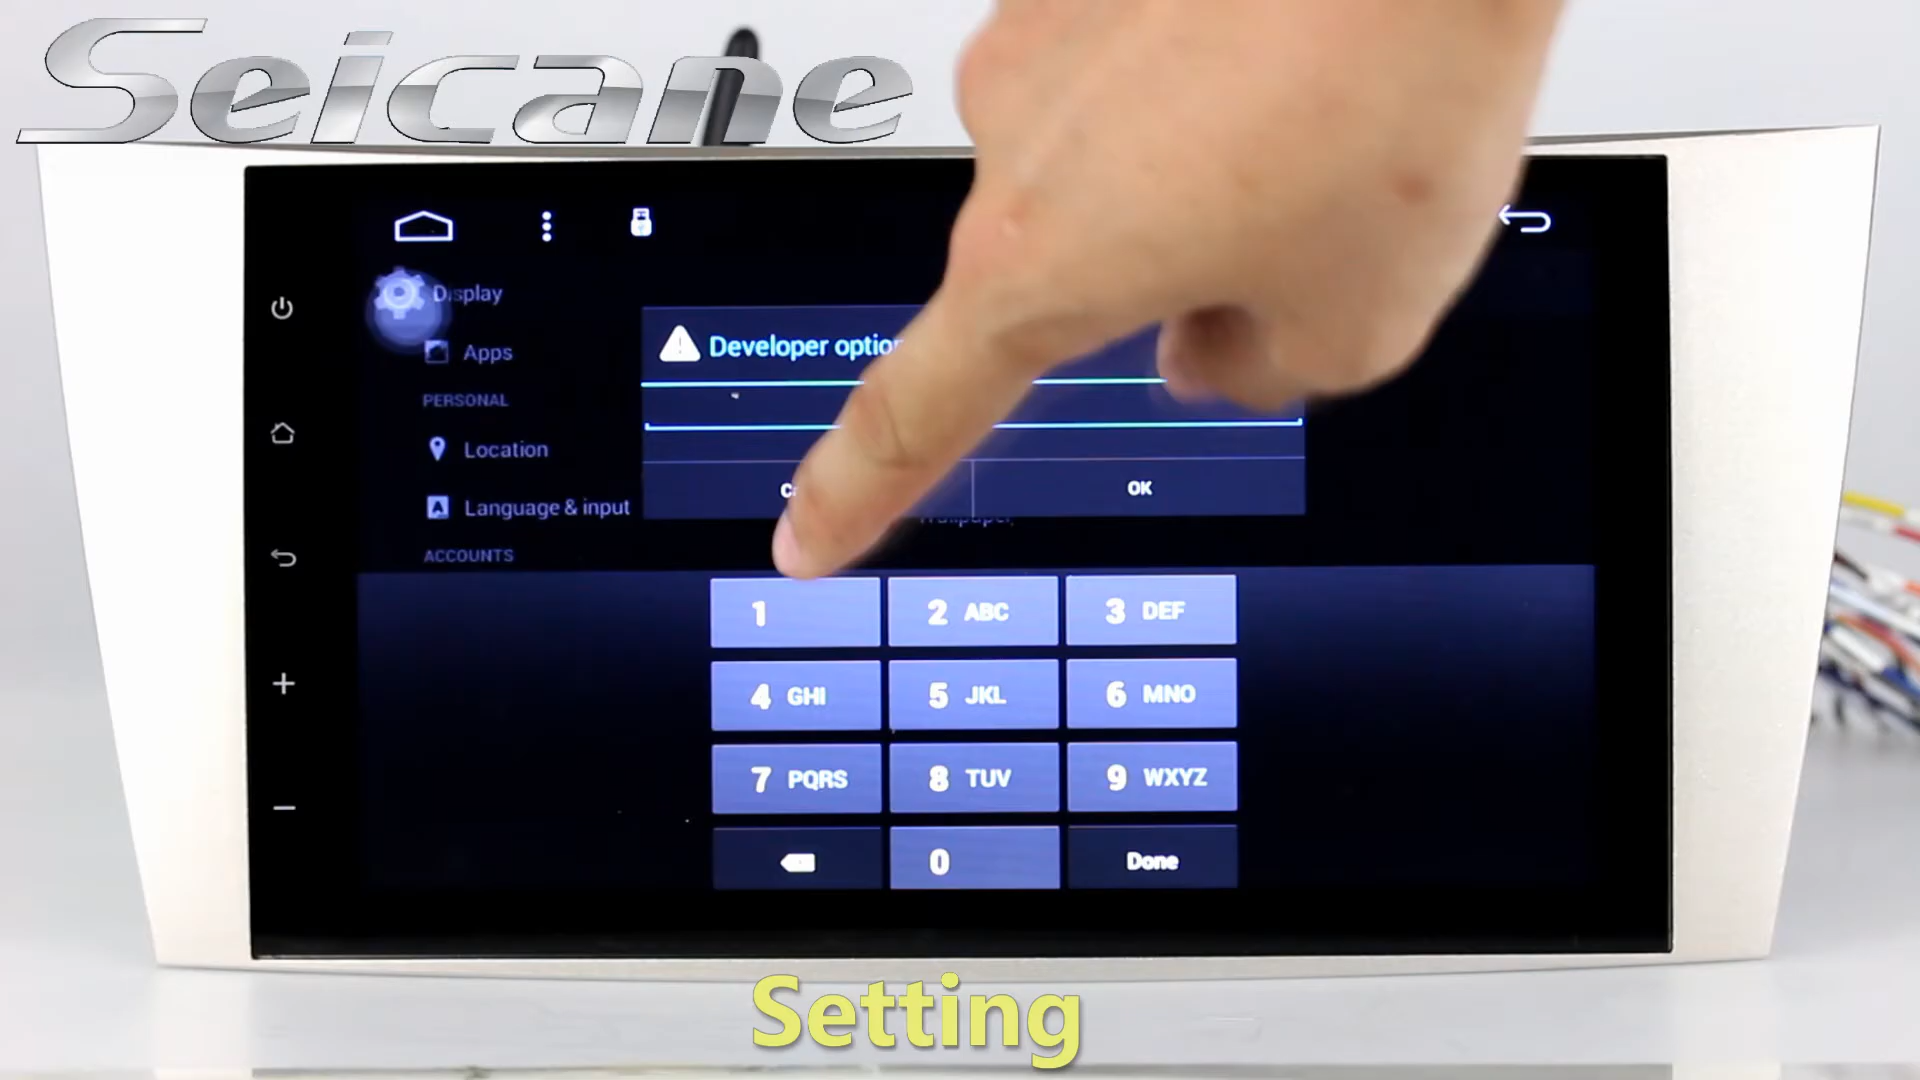 Seicane
Display
Apps
PERSONAL
Location
Language & input
ACCOUNTS
Developer
OK
1
2 ABC
3 DEF
4 GHI
5 JKL
6 MNO
7 PQRS
8 TUV
9 WXYZ
0
Done
Setting